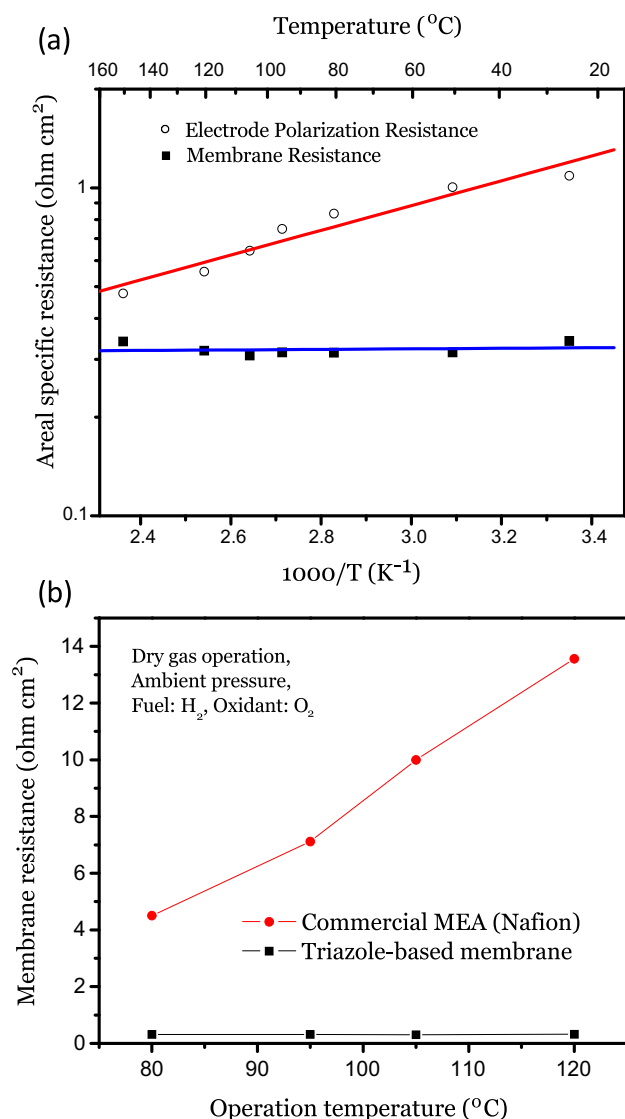 (a)
Temperature (°C)
160 140 120 100 80 60 40 20
Electrode Polarization Resistance
Membrane Resistance
Areal specific resistance (ohm cm²)
1
0.1
2.4 2.6 2.8 3.0 3.2 3.4
1000/T (K⁻¹)
(b)
14
12
10
8
6
4
2
0
Membrane resistance (ohm cm²)
Dry gas operation,
Ambient pressure,
Fuel: H₂, Oxidant: O₂
Commercial MEA (Nafion)
Triazole-based membrane
80 90 100 110 120
Operation temperature (°C)